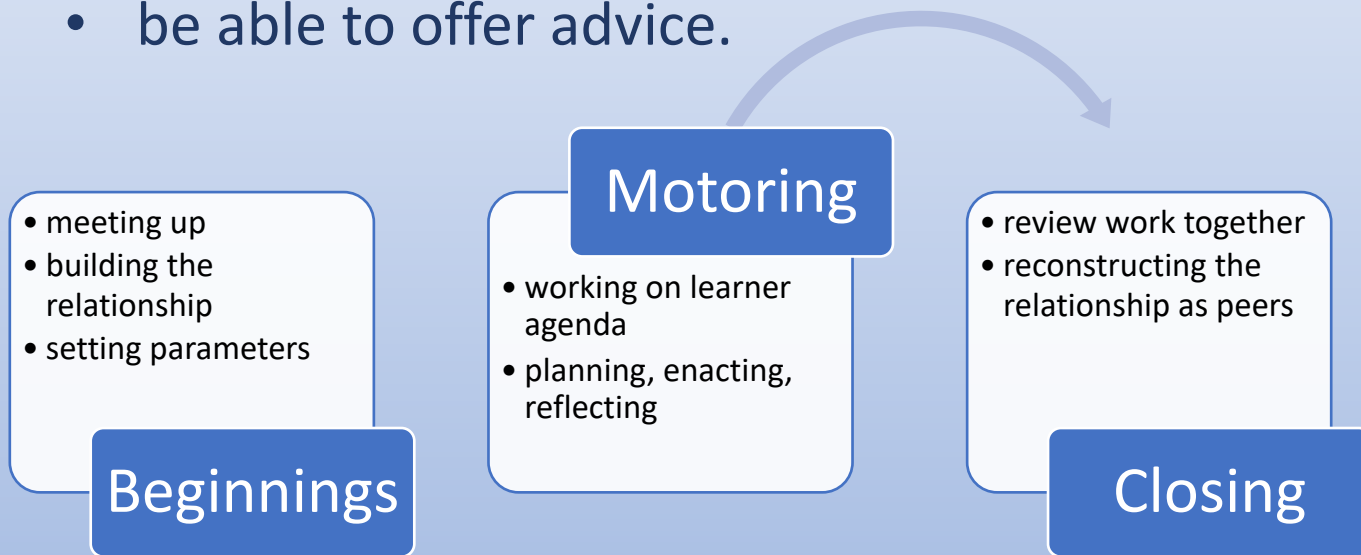 • be able to offer advice.
• meeting up
• building the
relationship
• setting parameters
Beginnings
Motoring
• working on learner
agenda
• planning, enacting,
reflecting
• review work together
• reconstructing the
relationship as peers
Closing